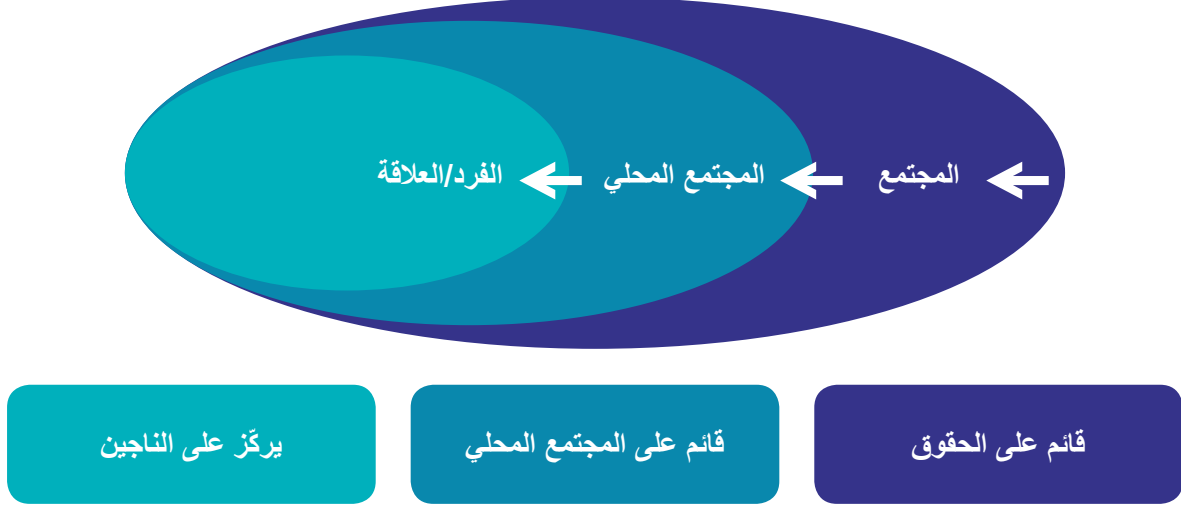 المجتمع
المجتمع المحلي
الفرد/العلاقة
قائم على الحقوق
قائم على المجتمع المحلي
يركّز على الناجين